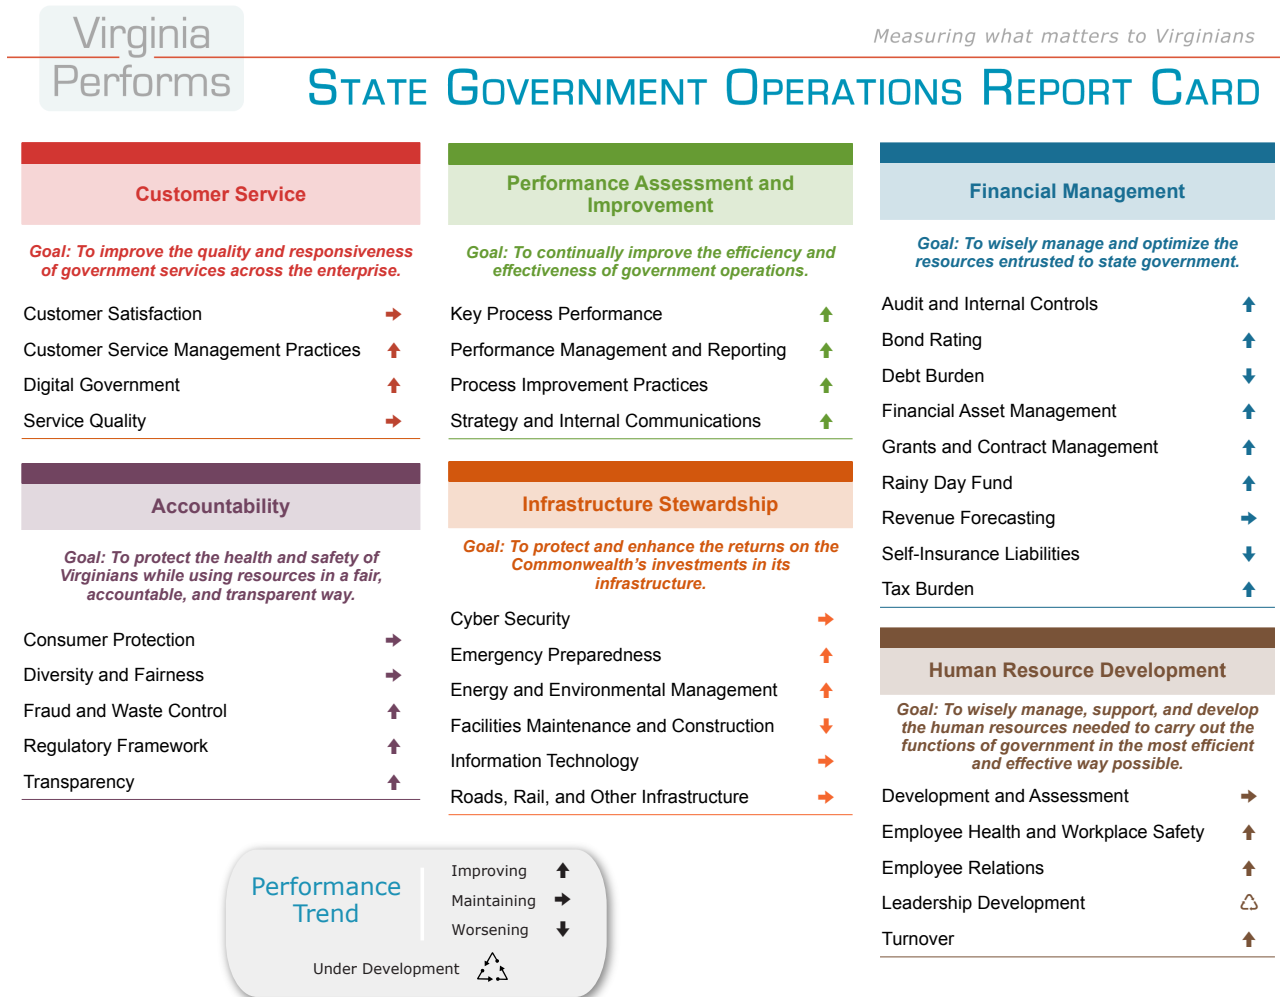 Virginia
Performs
Measuring what matters to Virginians
STATE GOVERNMENT OPERATIONS REPORT CARD
Customer Service
Goal: To improve the quality and responsiveness
of government services across the enterprise.
Customer Satisfaction
Customer Service Management Practices
Digital Government
Service Quality
Accountability
Goal: To protect the health and safety of
Virginians while using resources in a fair,
accountable, and transparent way.
Consumer Protection
Diversity and Fairness
Fraud and Waste Control
Regulatory Framework
Transparency
Performance Assessment and
Improvement
Goal: To continually improve the efficiency and
effectiveness of government operations.
Key Process Performance
Performance Management and Reporting
Process Improvement Practices
Strategy and Internal Communications
Infrastructure Stewardship
Goal: To protect and enhance the returns on the
Commonwealth's investments in its
infrastructure.
Cyber Security
Emergency Preparedness
Energy and Environmental Management
Facilities Maintenance and Construction
Information Technology
Roads, Rail, and Other Infrastructure
Financial Management
Goal: To wisely manage and optimize the
resources entrusted to state government.
Audit and Internal Controls
Bond Rating
Debt Burden
Financial Asset Management
Grants and Contract Management
Rainy Day Fund
Revenue Forecasting
Self-Insurance Liabilities
Tax Burden
Human Resource Development
Goal: To wisely manage, support, and develop
the human resources needed to carry out the
functions of government in the most efficient
and effective way possible.
Development and Assessment
Employee Health and Workplace Safety
Employee Relations
Leadership Development
Turnover
Performance
Trend
Improving
Maintaining
Worsening
Under Development